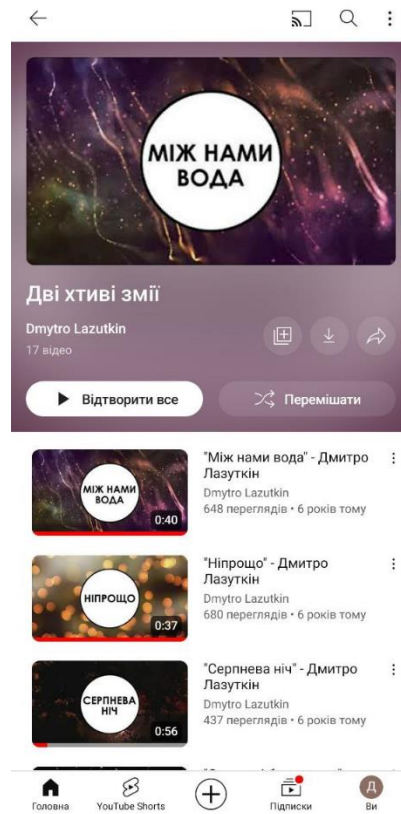 МІЖ НАМИ
ВОДА
Дві хтиві змії
Dmytro Lazutkin
17 відео
Відтворити все
Перемішати
МІЖ НАМИ
ВОДА
0:40
"Між нами вода" - Дмитро
Лазуткін
Dmytro Lazutkin
648 переглядів • 6 років тому
НІПРОЩО
0:37
"Ніпрощо" - Дмитро
Лазуткін
Dmytro Lazutkin
680 переглядів • 6 років тому
СЕРПНЕВА
НІЧ
0:56
"Серпнева ніч" - Дмитро
Лазуткін
Dmytro Lazutkin
437 переглядів • 6 років тому
Головна
YouTube Shorts
Підписки
Д
Ви